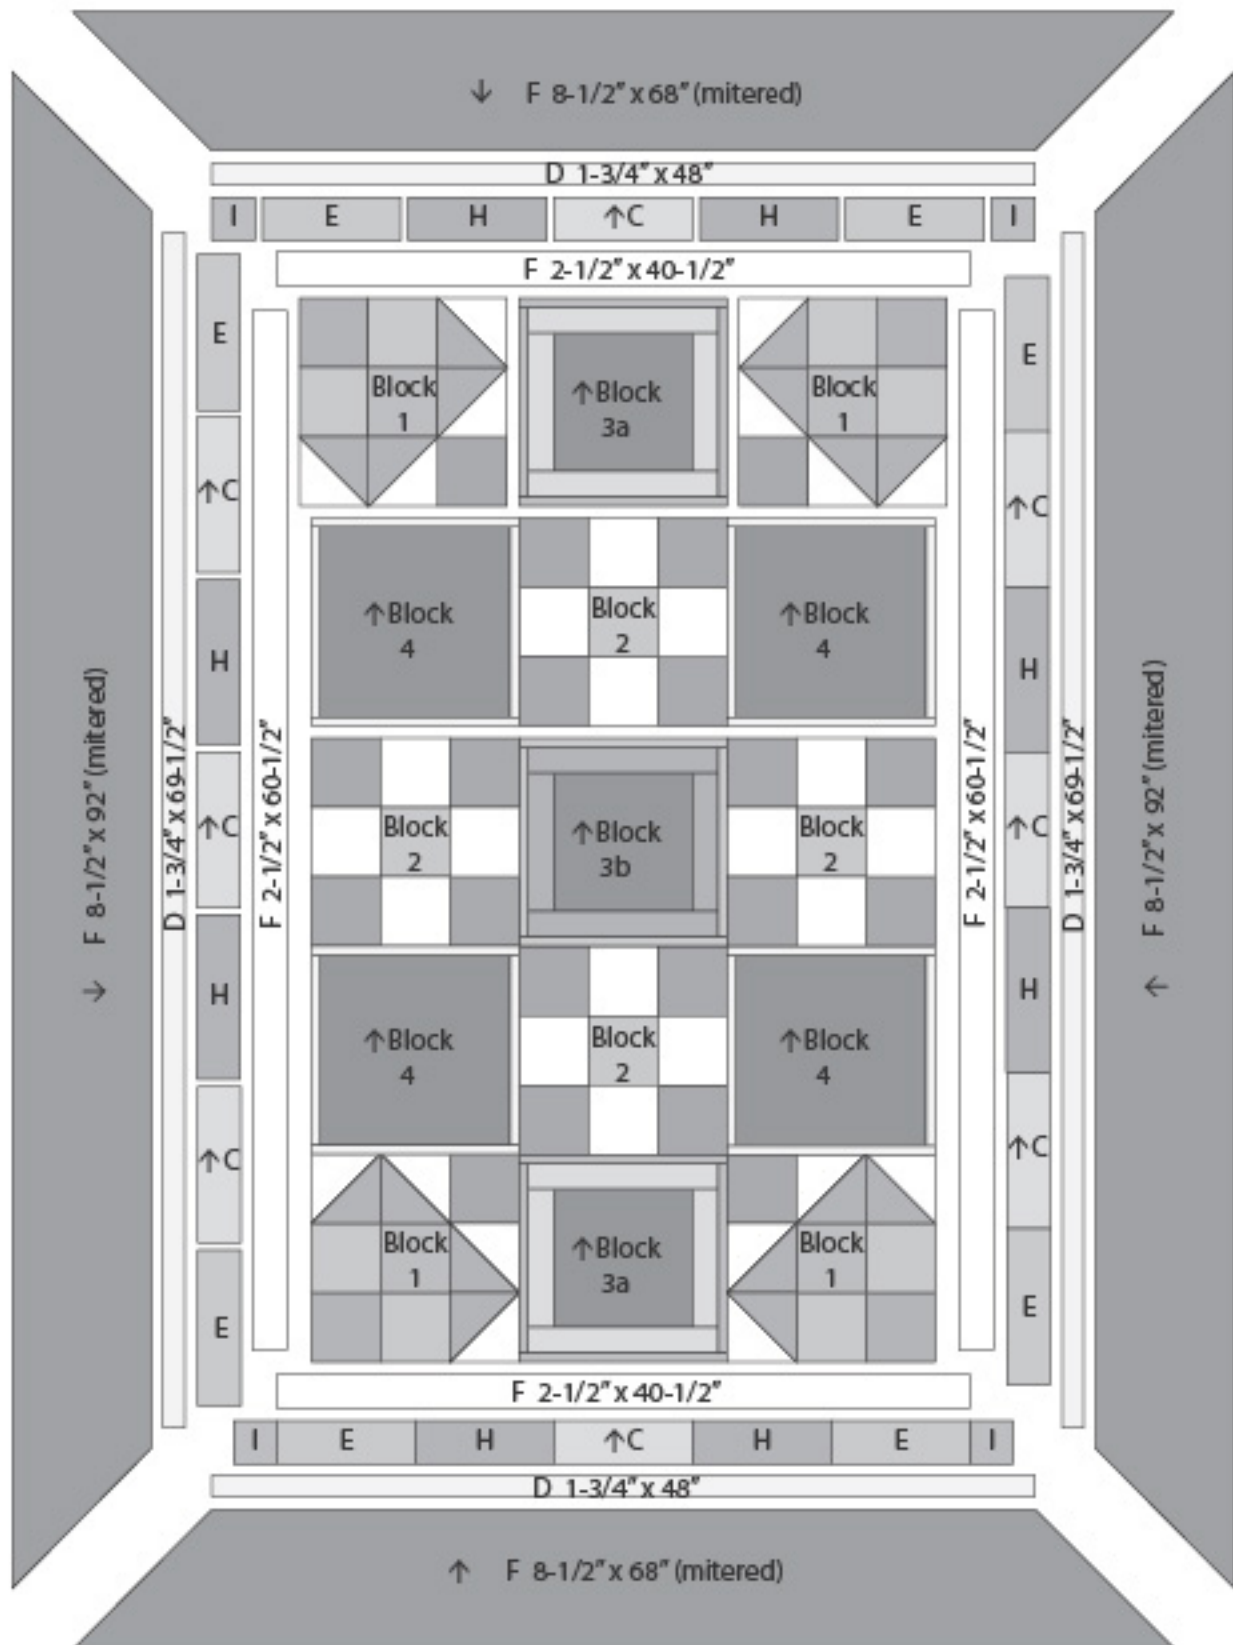 ↓ F 8-1/2" x 68" (mitered)
D 1-3/4" x 48"
I E H ↑C H E I
F 2-1/2" x 40-1/2"
E
↑C
H
↑C
H
↑C
E
Block
1
↑Block
3a
Block
1
↑Block
4
Block
2
↑Block
4
Block
2
↑Block
3b
Block
2
↑Block
4
Block
2
↑Block
4
Block
1
↑Block
3a
Block
1
E
↑C
H
↑C
H
↑C
E
→ F 8-1/2" x 92" (mitered)
D 1-3/4" x 69-1/2"
F 2-1/2" x 60-1/2"
F 2-1/2" x 60-1/2"
D 1-3/4" x 69-1/2"
← F 8-1/2" x 92" (mitered)
F 2-1/2" x 40-1/2"
I E H ↑C H E I
D 1-3/4" x 48"
↑ F 8-1/2" x 68" (mitered)